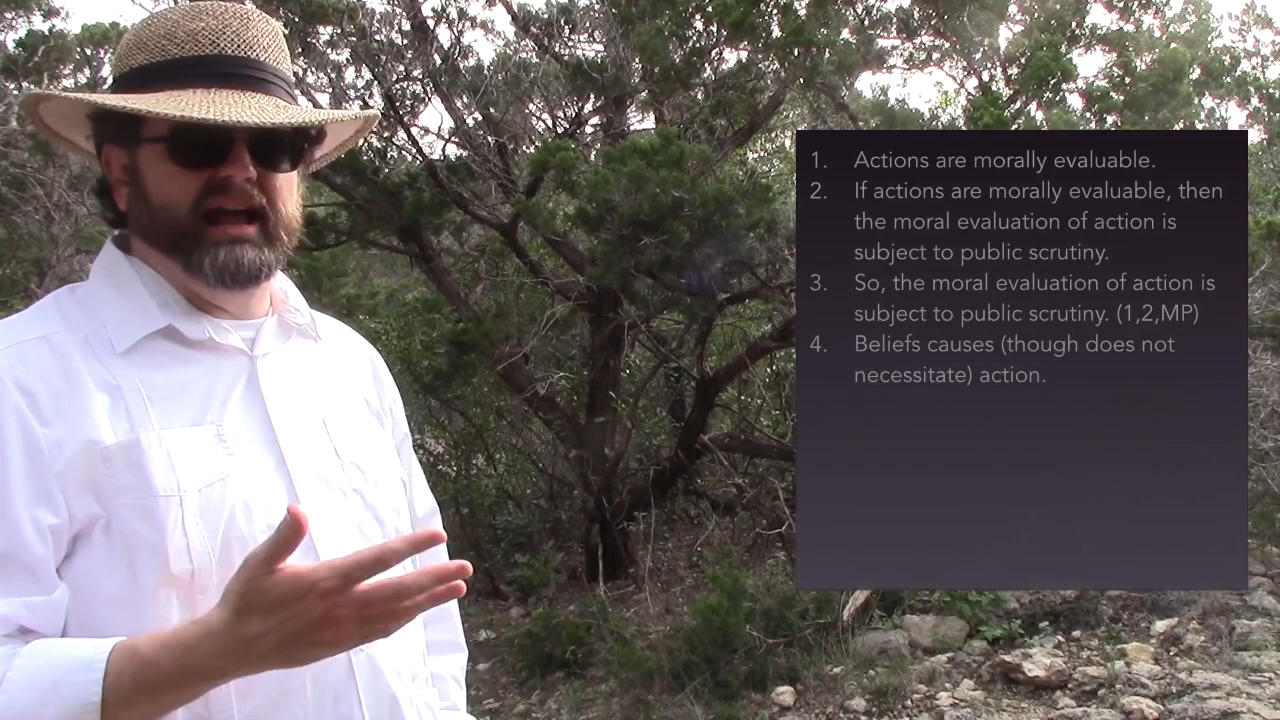 1. Actions are morally evaluable.
2. If actions are morally evaluable, then
the moral evaluation of action is
subject to public scrutiny.
3. So, the moral evaluation of action is
subject to public scrutiny. (1,2,MP)
4. Beliefs causes (though does not
necessitate) action.